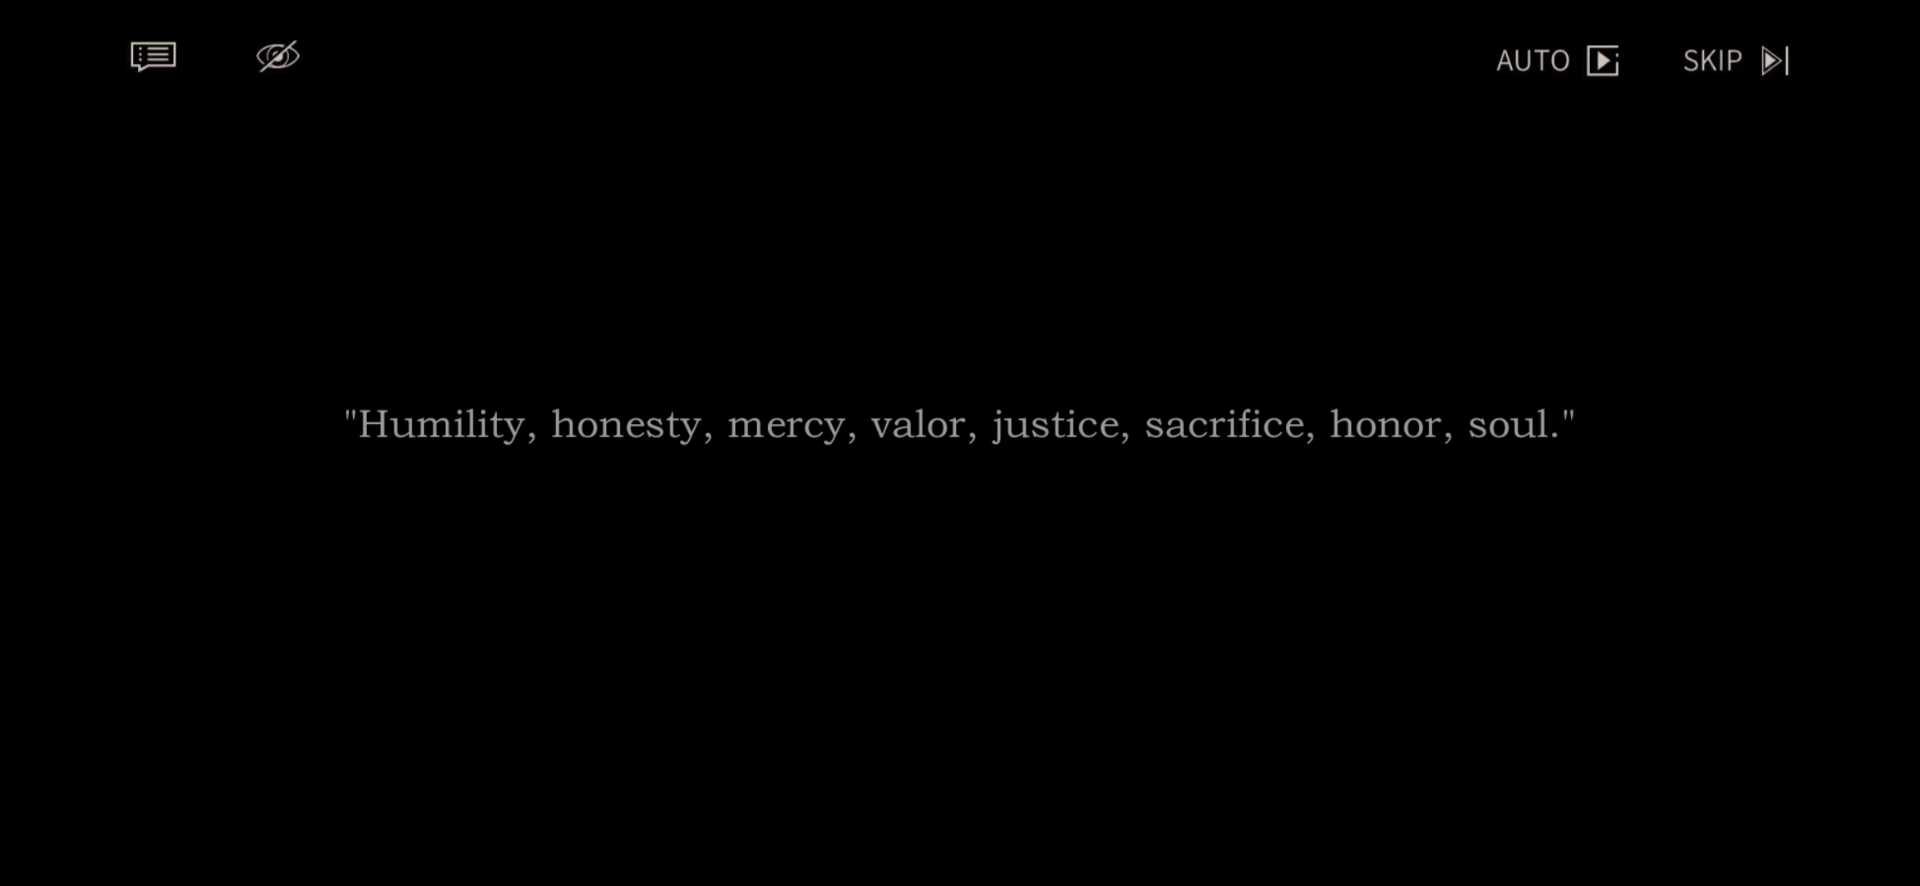 AUTO SKIP
"Humility, honesty, mercy, valor, justice, sacrifice, honor, soul."